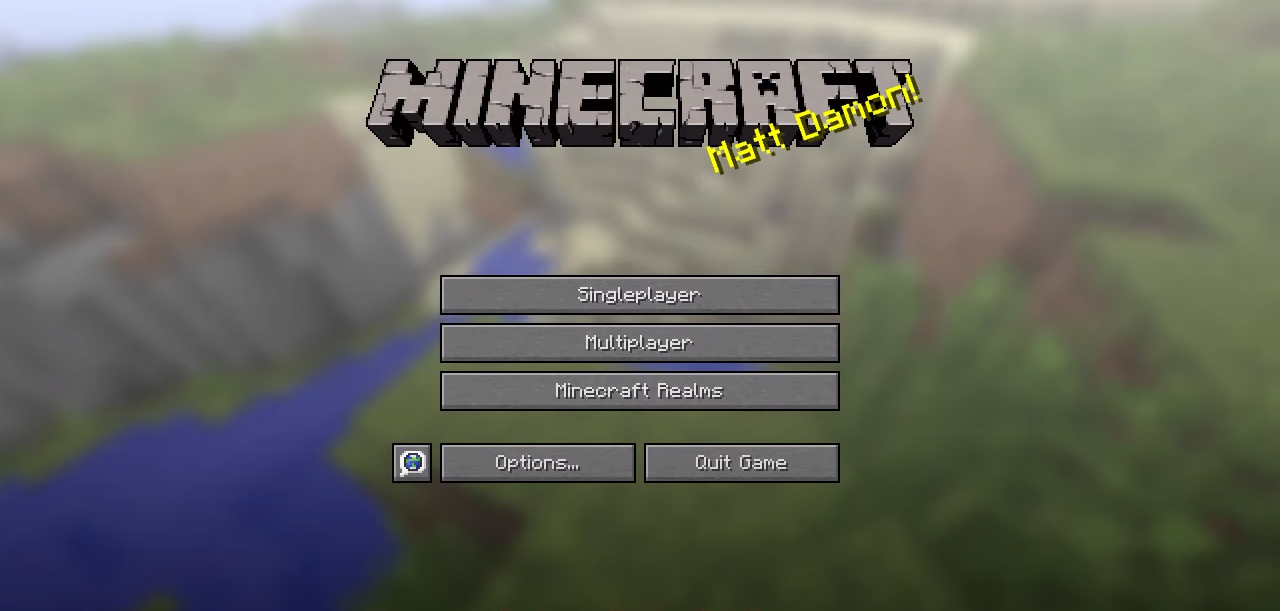 MINECRAFT
Matt Damon!
Singleplayer
Multiplayer
Minecraft Realms
Options...
Quit Game